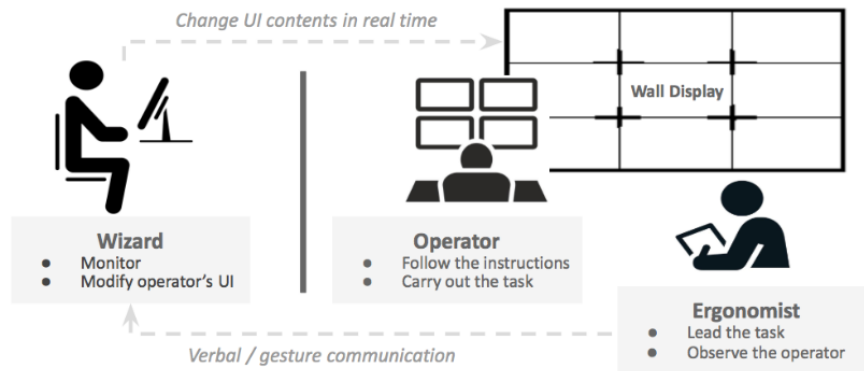 Change UI contents in real time
Wall Display
Wizard
● Monitor
● Modify operator's UI
Operator
● Follow the instructions
● Carry out the task
Ergonomist
● Lead the task
● Observe the operator
Verbal / gesture communication